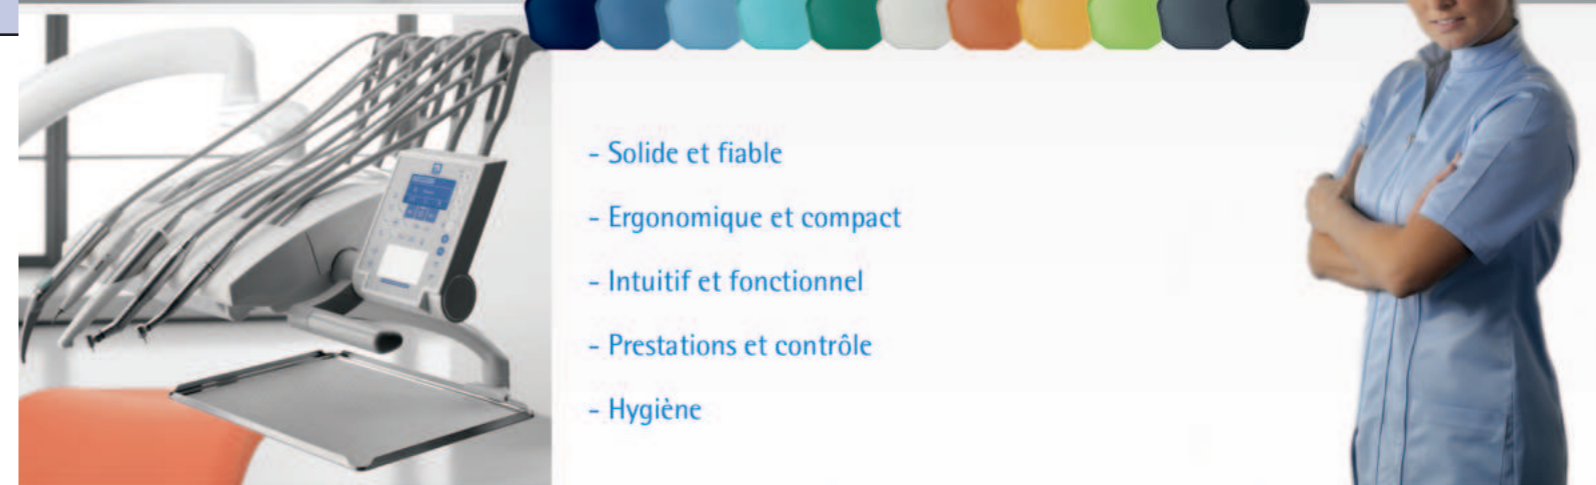 - Solide et fiable
- Ergonomique et compact
- Intuitif et fonctionnel
- Prestations et contrôle
- Hygiène